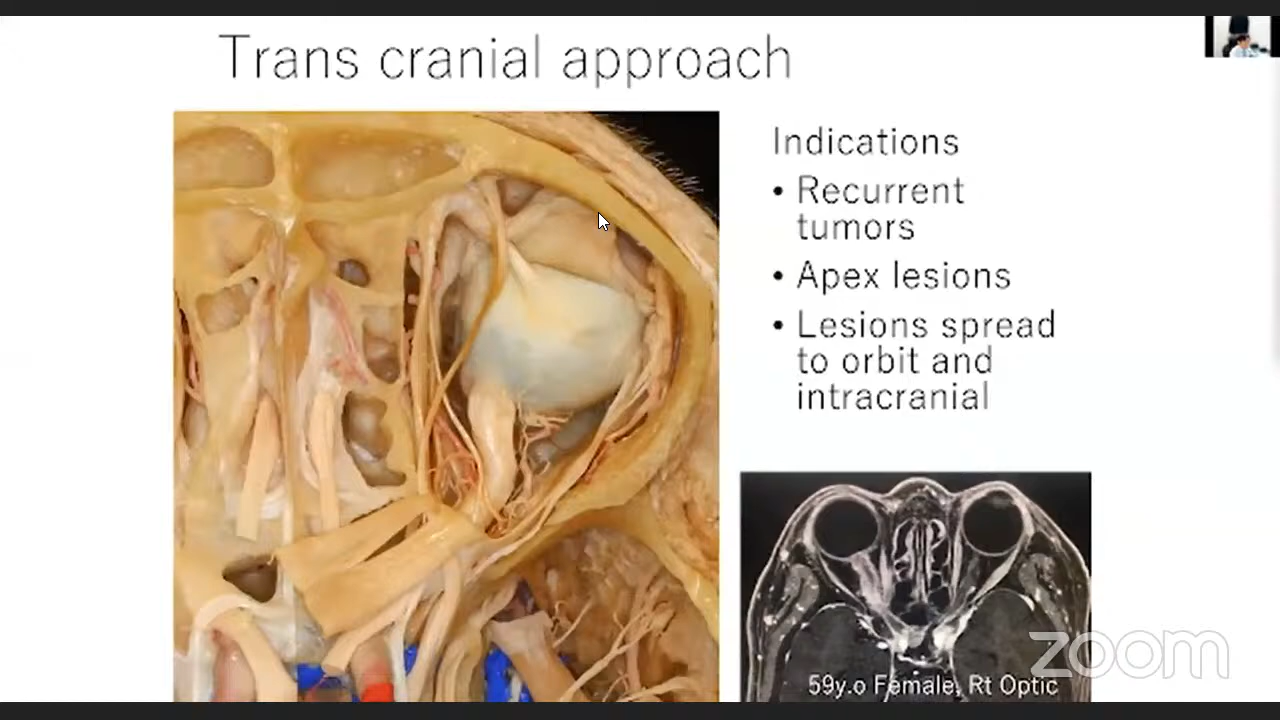 Trans cranial approach
Indications
• Recurrent
tumors
• Apex lesions
• Lesions spread
to orbit and
intracranial
59y.o Female, Rt Optic
zoom